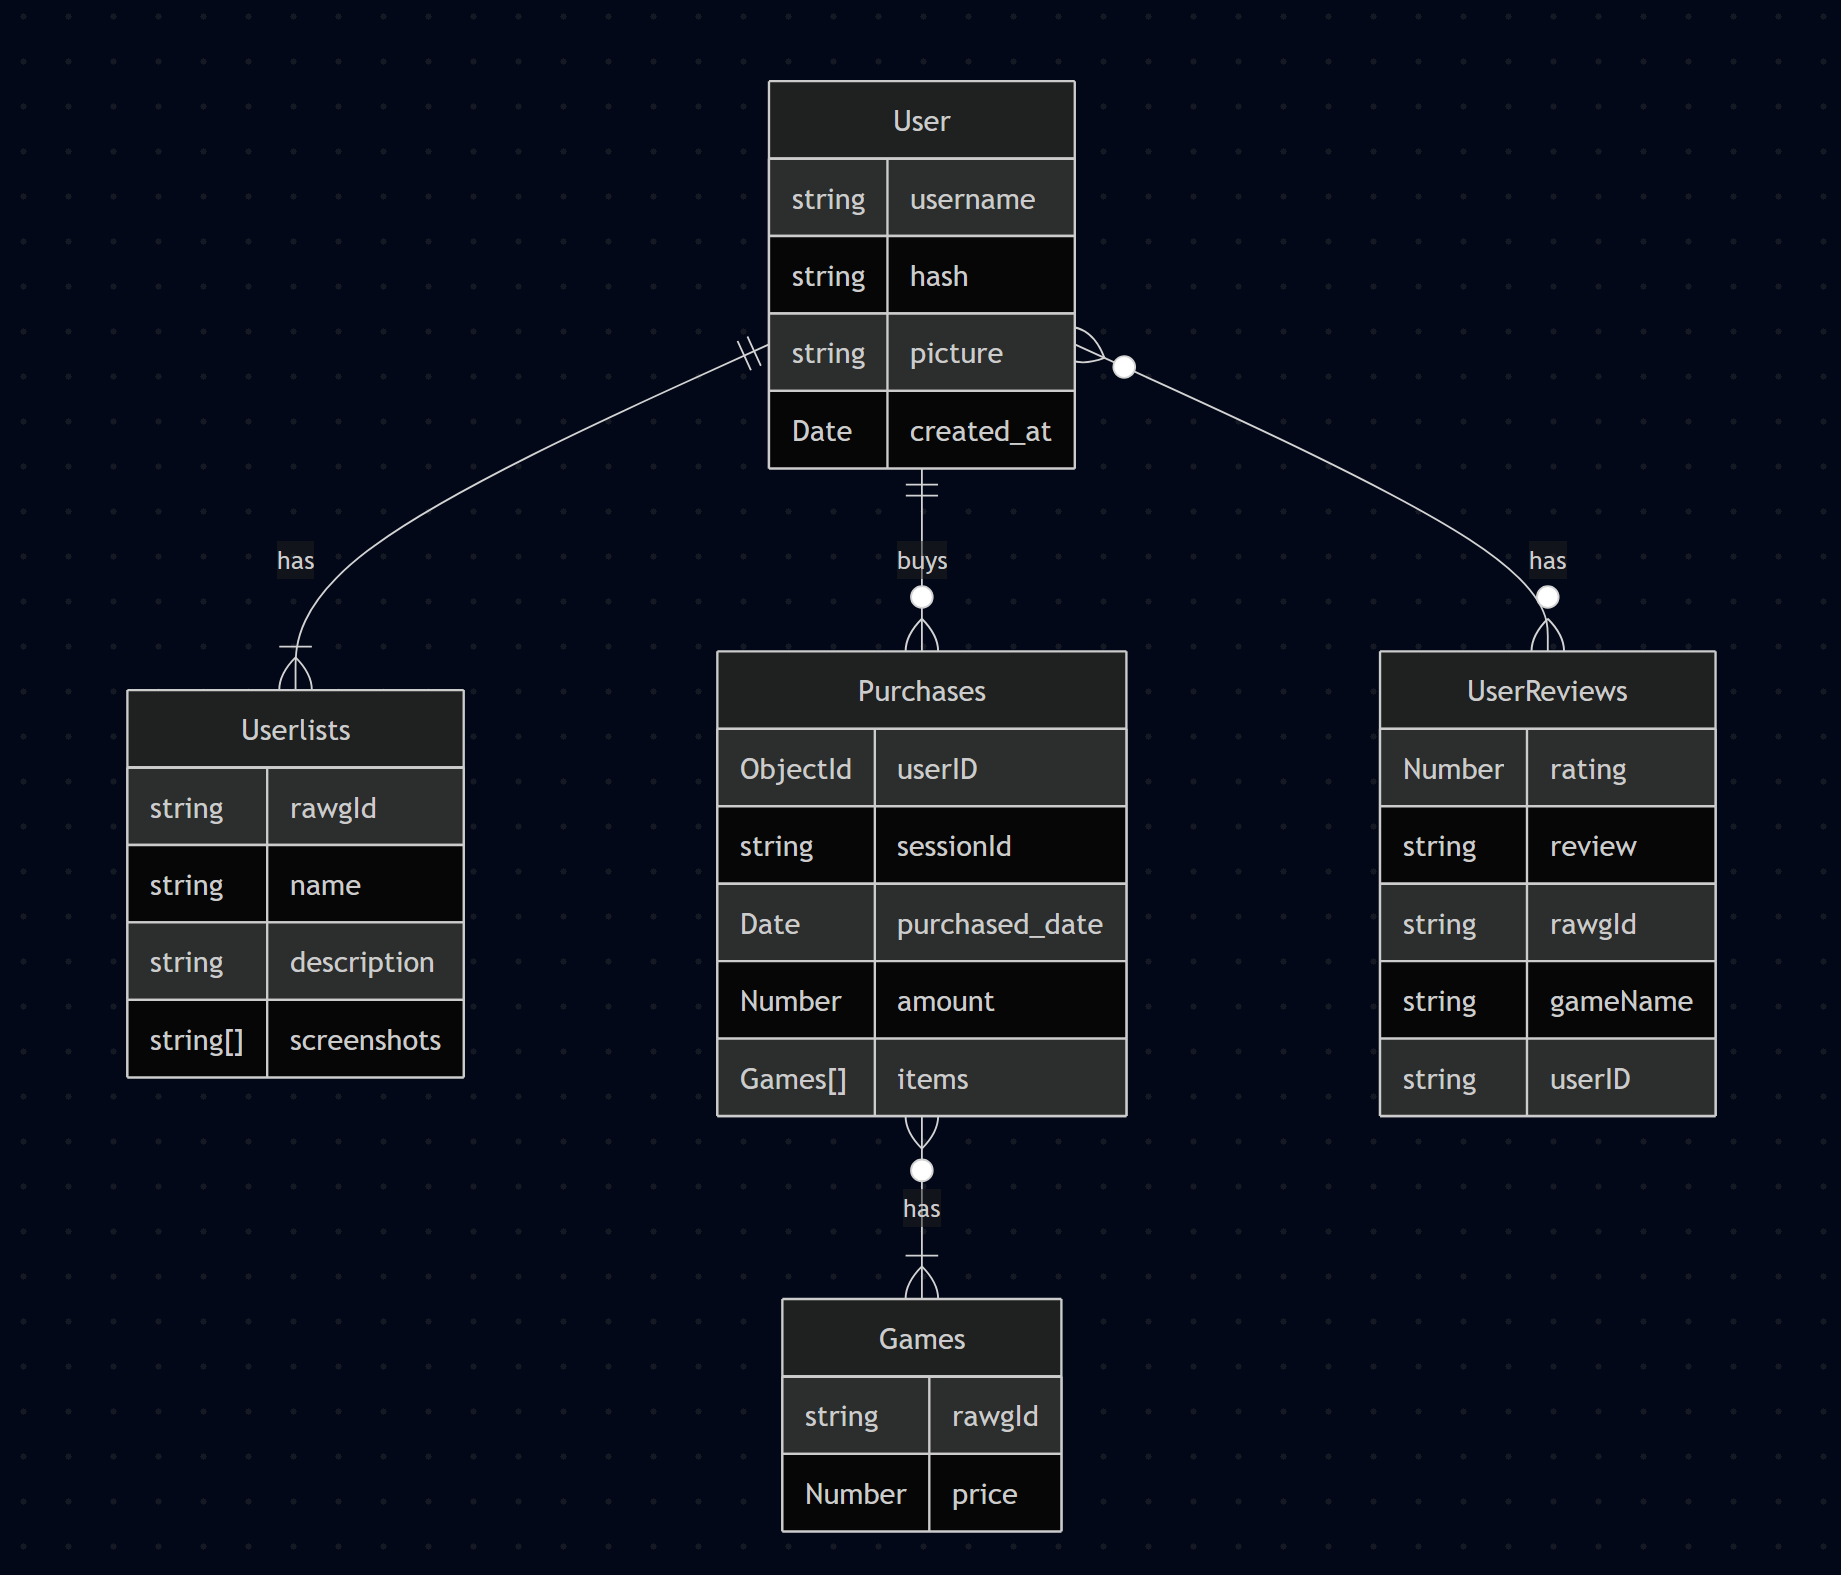 User
string username
string hash
string picture
Date created_at
has
buys
has
Userlists
string rawgId
string name
string description
string[] screenshots
Purchases
ObjectId userID
string sessionId
Date purchased_date
Number amount
Games[] items
UserReviews
Number rating
string review
string rawgId
string gameName
string userID
has
Games
string rawgId
Number price